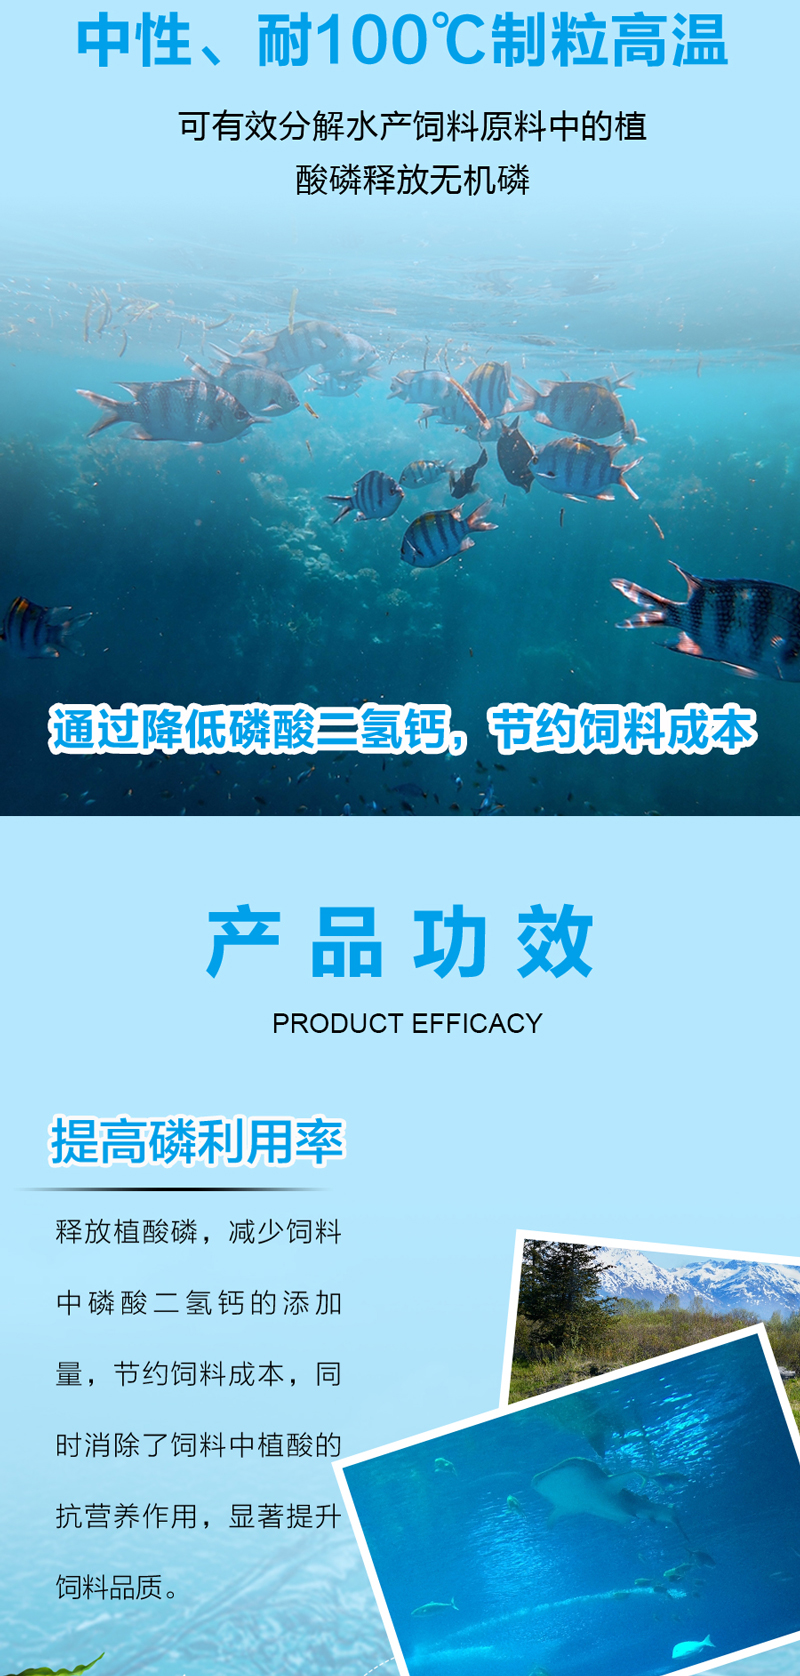 中性、耐100℃制粒高温
可有效分解水产饲料原料中的植
酸磷释放无机磷
通过降低磷酸二氢钙，节约饲料成本
产品功效
PRODUCT EFFICACY
提高磷利用率
释放植酸磷，减少饲料
中磷酸二氢钙的添加
量，节约饲料成本，同
时消除了饲料中植酸的
抗营养作用，显著提升
饲料品质。